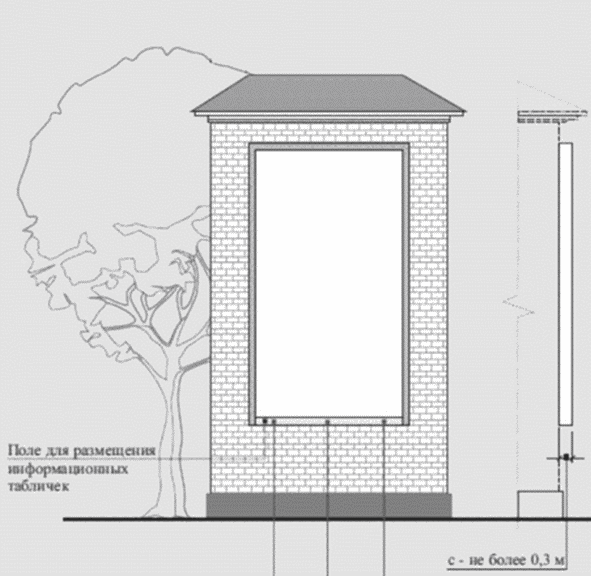 Поле для размещения
информационных
табличек
с - не более 0,3 м